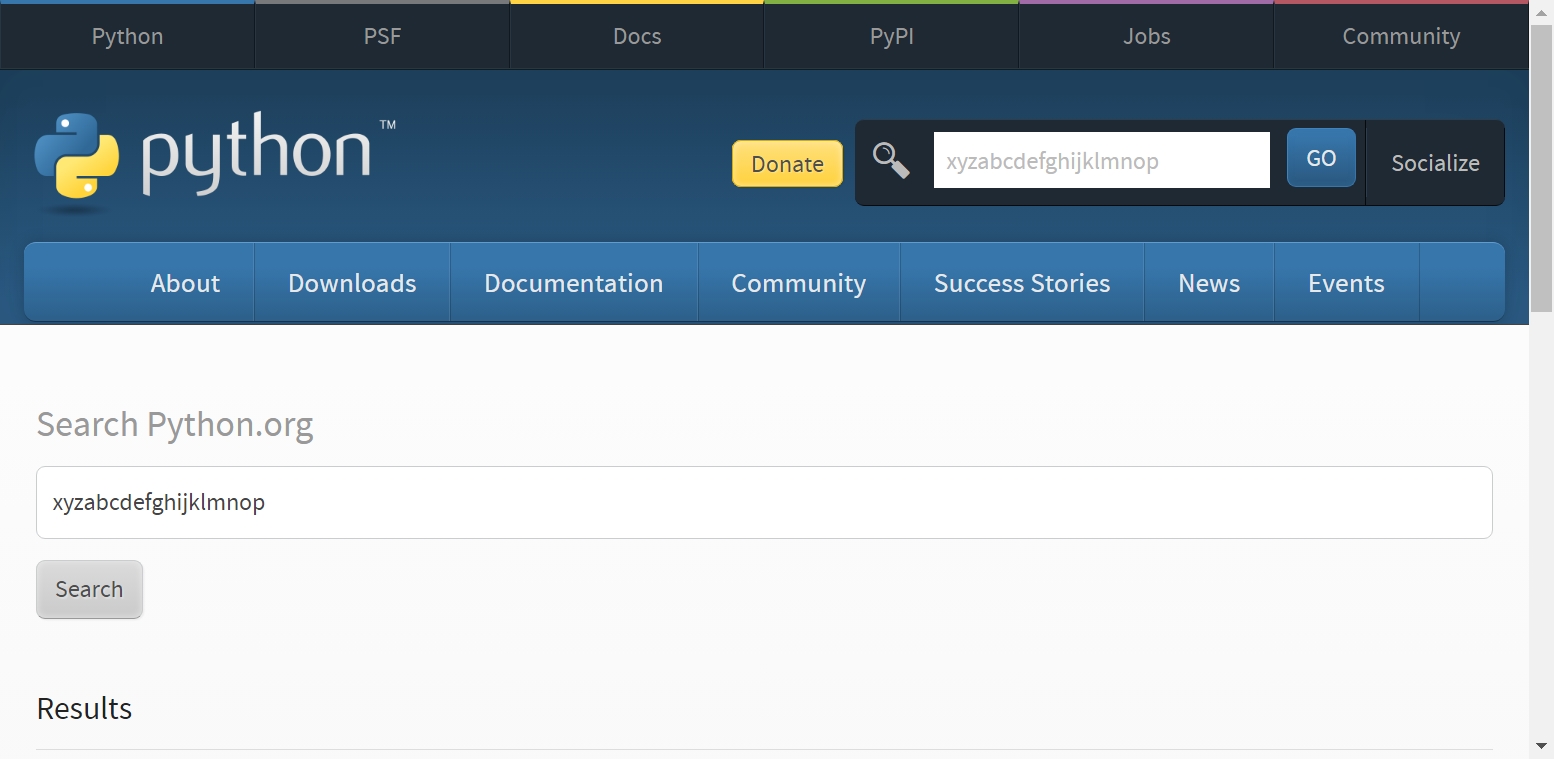 Python PSF Docs PyPI Jobs Community
python™
Donate xyzabcdefghijklmnop GO Socialize
About Downloads Documentation Community Success Stories News Events
Search Python.org
xyzabcdefghijklmnop
Search
Results